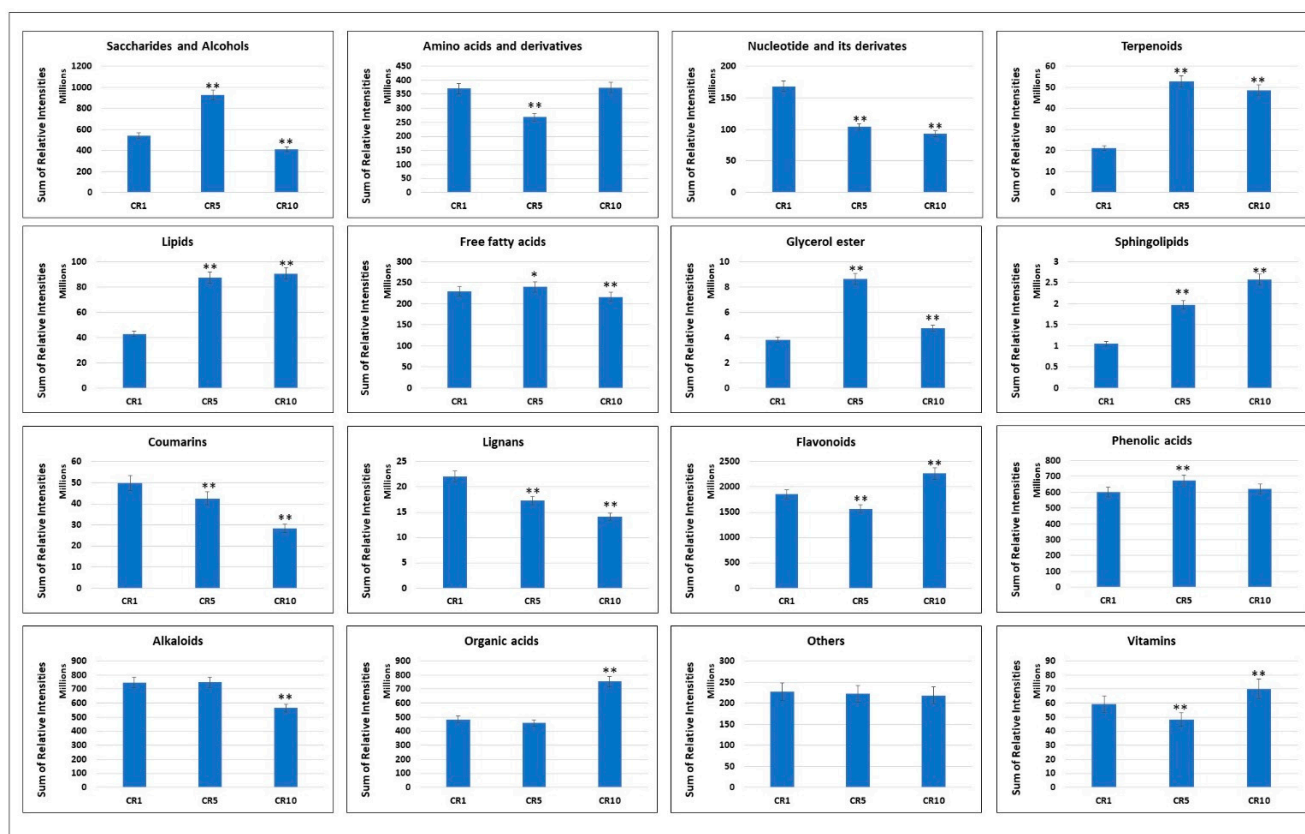 Saccharides and Alcohols
Sum of Relative Intensities
Millions
1200
1000
800
600
400
200
0
**
**
CR1 CR5 CR10
Amino acids and derivatives
Sum of Relative Intensities
Millions
450
400
350
300
250
200
150
100
50
0
**
CR1 CR5 CR10
Nucleotide and its derivates
Sum of Relative Intensities
Millions
200
150
100
50
0
**
**
CR1 CR5 CR10
Terpenoids
Sum of Relative Intensities
Millions
60
50
40
30
20
10
0
**
**
CR1 CR5 CR10
Lipids
Sum of Relative Intensities
Millions
100
80
60
40
20
0
**
**
CR1 CR5 CR10
Free fatty acids
Sum of Relative Intensities
Millions
300
250
200
150
100
50
0
*
**
CR1 CR5 CR10
Glycerol ester
Sum of Relative Intensities
Millions
10
8
6
4
2
0
**
**
CR1 CR5 CR10
Sphingolipids
Sum of Relative Intensities
Millions
3
2.5
2
1.5
1
0.5
0
**
**
CR1 CR5 CR10
Coumarins
Sum of Relative Intensities
Millions
60
50
40
30
20
10
0
**
**
CR1 CR5 CR10
Lignans
Sum of Relative Intensities
Millions
25
20
15
10
5
0
**
**
CR1 CR5 CR10
Flavonoids
Sum of Relative Intensities
Millions
2500
2000
1500
1000
500
0
**
**
CR1 CR5 CR10
Phenolic acids
Sum of Relative Intensities
Millions
800
700
600
500
400
300
200
100
0
**
CR1 CR5 CR10
Alkaloids
Sum of Relative Intensities
Millions
900
800
700
600
500
400
300
200
100
0
**
CR1 CR5 CR10
Organic acids
Sum of Relative Intensities
Millions
900
800
700
600
500
400
300
200
100
0
**
CR1 CR5 CR10
Others
Sum of Relative Intensities
Millions
300
250
200
150
100
50
0
CR1 CR5 CR10
Vitamins
Sum of Relative Intensities
Millions
90
80
70
60
50
40
30
20
10
0
**
**
CR1 CR5 CR10